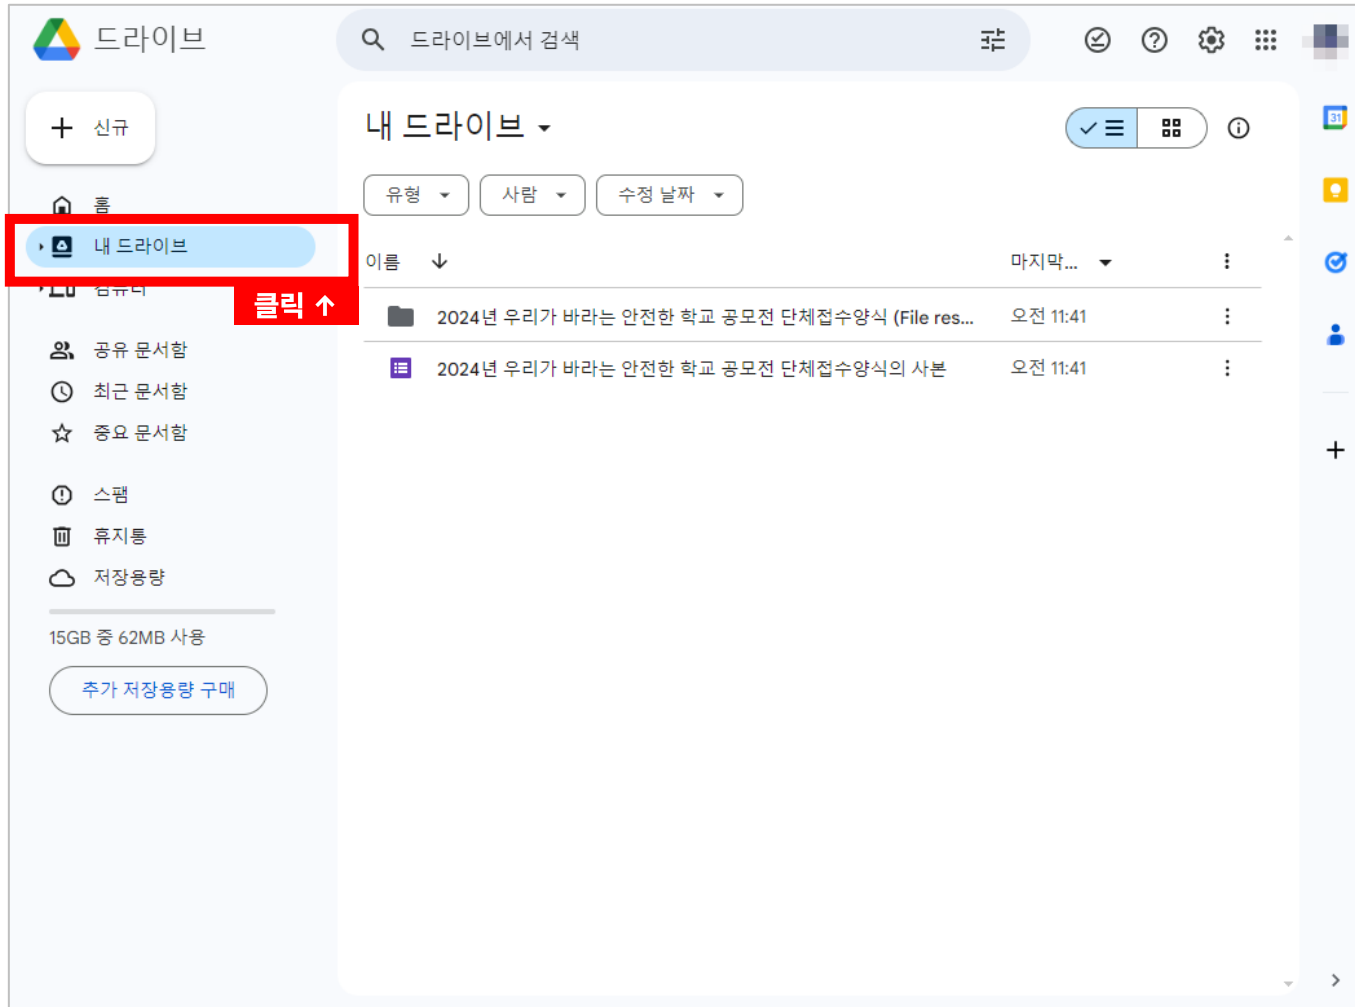 드라이브
드라이브에서 검색
신규
내 드라이브
유형
사람
수정 날짜
홈
내 드라이브
컴퓨터
클릭 ↑
공유 문서함
최근 문서함
중요 문서함
스팸
휴지통
저장용량
15GB 중 62MB 사용
추가 저장용량 구매
이름
마지막...
2024년 우리가 바라는 안전한 학교 공모전 단체접수양식 (File res...
오전 11:41
2024년 우리가 바라는 안전한 학교 공모전 단체접수양식의 사본
오전 11:41
31